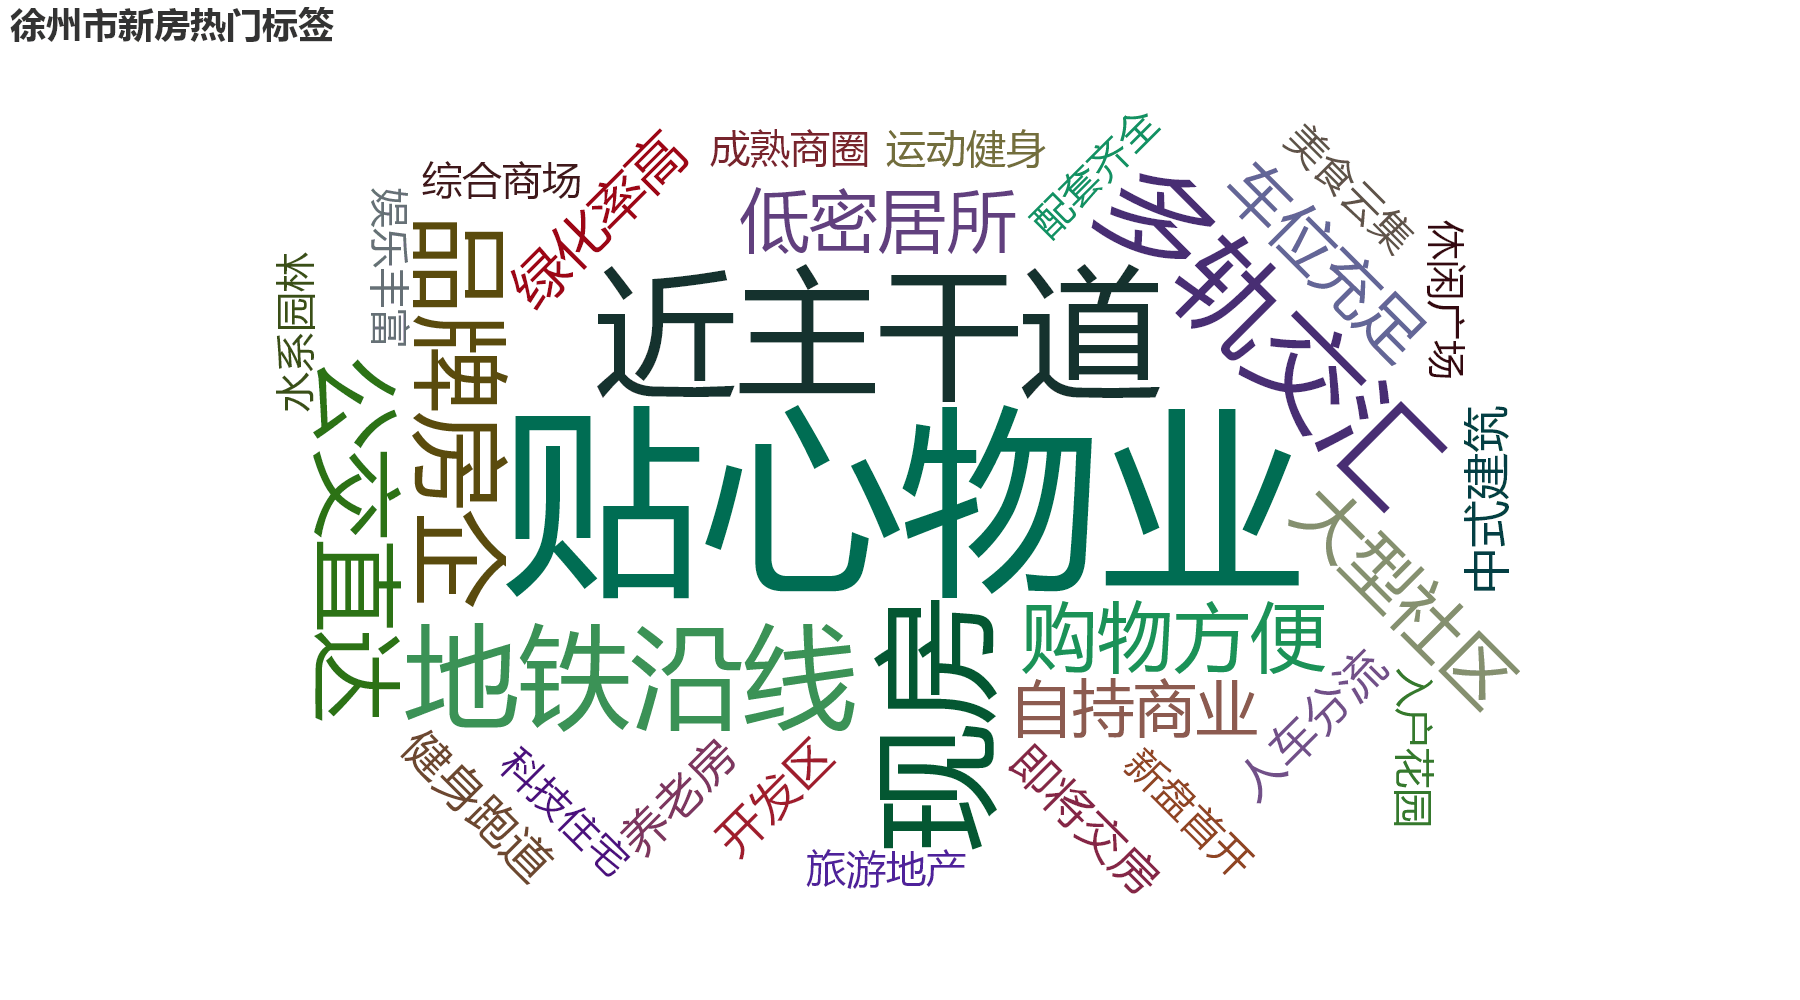 徐州市新房热门标签
成熟商圈
运动健身
配套齐全
美食云集
综合商场
绿化率高
低密居所
多轨交汇
车位充足
休闲广场
娱乐丰富
品牌房企
近主干道
水系园林
公交直达
贴心物业
中式建筑
大型社区
地铁沿线
现房
购物方便
自持商业
人车分流
入户花园
健身跑道
科技住宅
养老房
开发区
旅游地产
即将交房
新盘首开